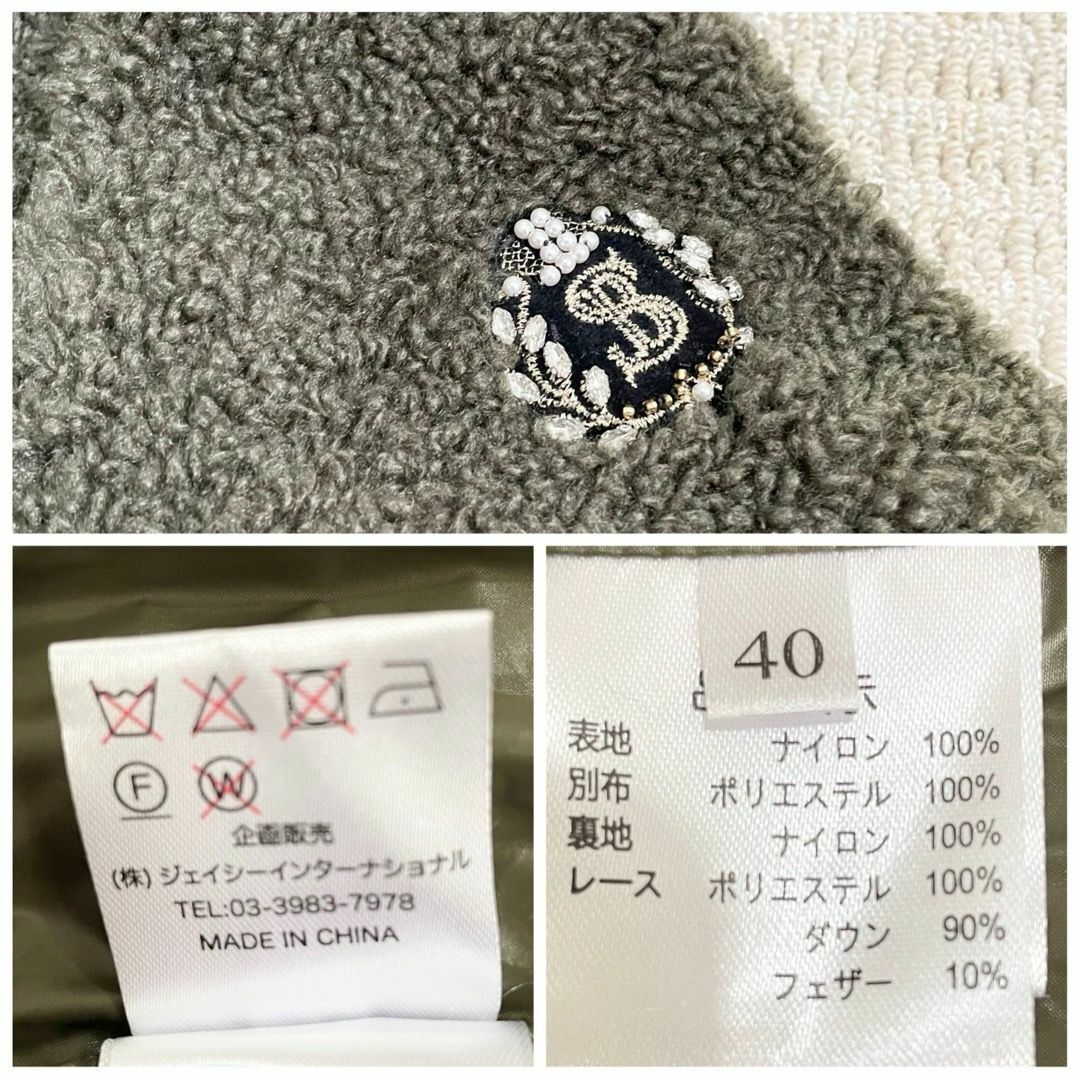 F W
企画販売
(株) ジェイシーインターナショナル
TEL:03-3983-7978
MADE IN CHINA
40
表地 ナイロン 100%
別布 ポリエステル 100%
裏地 ナイロン 100%
レース ポリエステル 100%
ダウン 90%
フェザー 10%